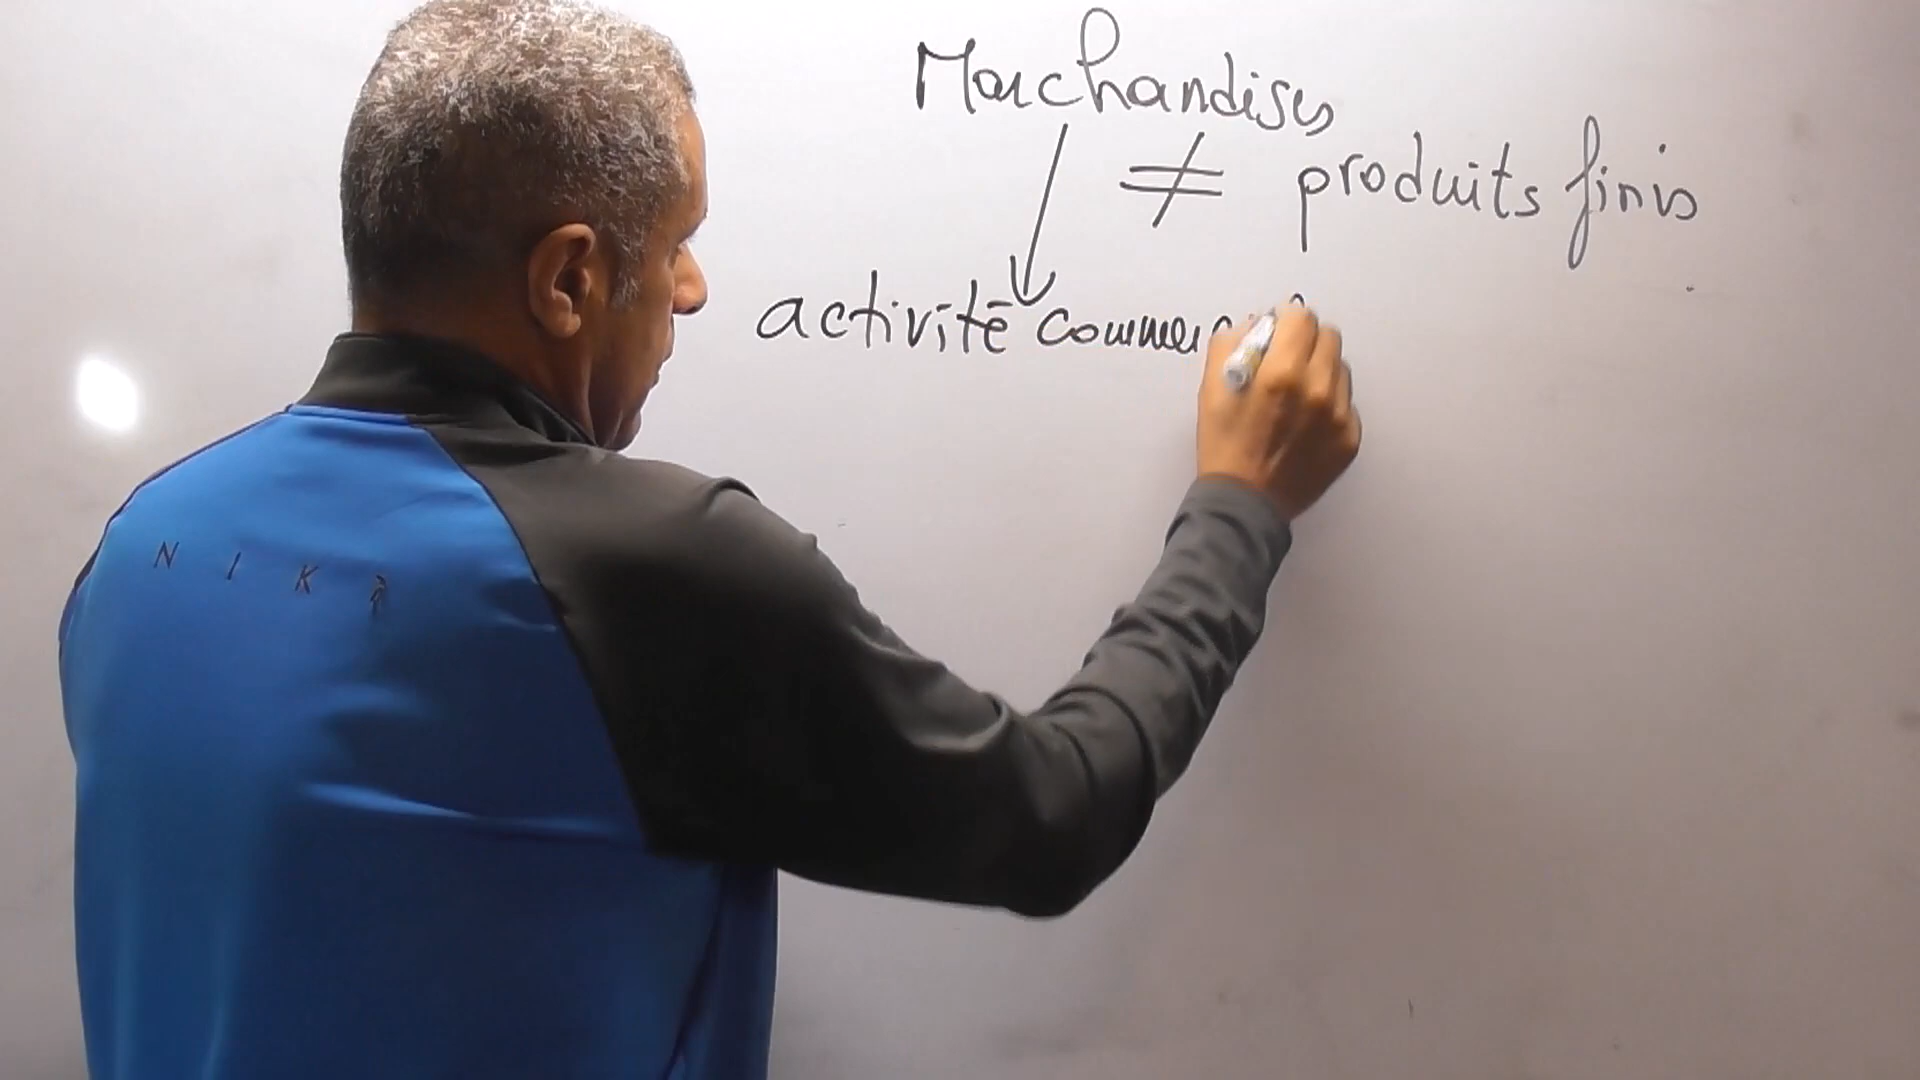 Marchandises
≠ produits finis
activité commerc
NIKE